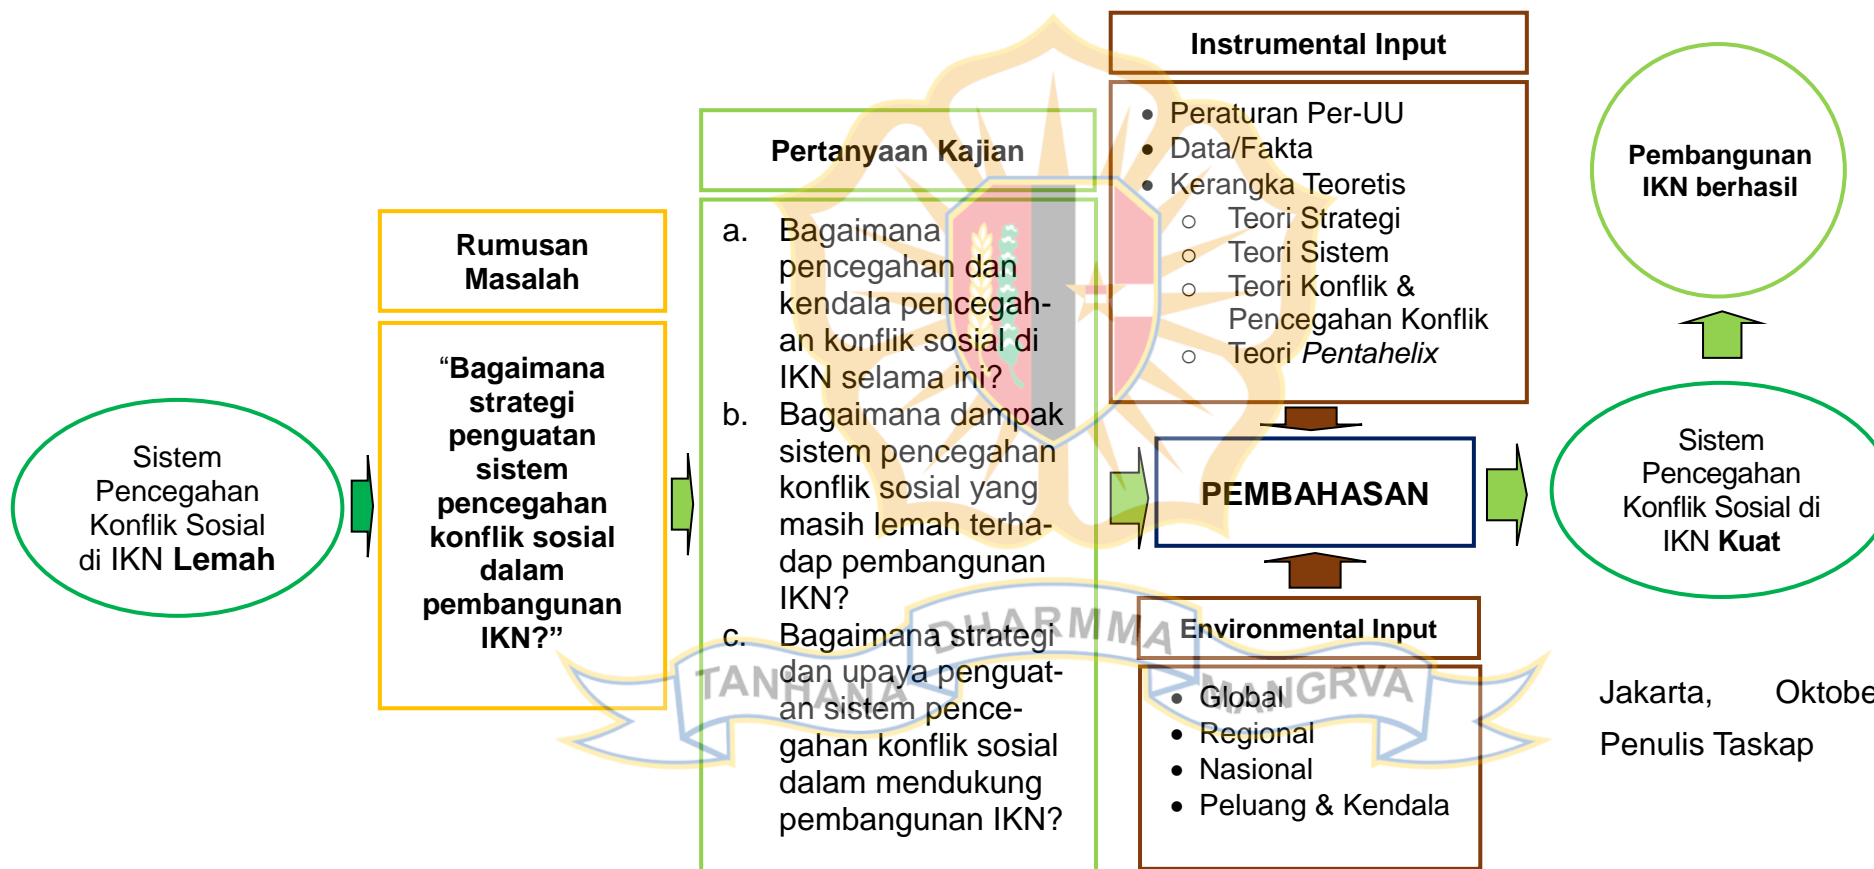 Sistem
Pencegahan
Konflik Sosial
di IKN Lemah
Rumusan
Masalah
“Bagaimana
strategi
penguatan
sistem
pencegahan
konflik sosial
dalam
pembangunan
IKN?”
Pertanyaan Kajian
a. Bagaimana
pencegahan dan
kendala pencegah-
an konflik sosial di
IKN selama ini?
b. Bagaimana dampak
sistem pencegahan
konflik sosial yang
masih lemah terha-
dap pembangunan
IKN?
c. Bagaimana strategi
dan upaya penguat-
an sistem pence-
gahan konflik sosial
dalam mendukung
pembangunan IKN?
Instrumental Input
• Peraturan Per-UU
• Data/Fakta
• Kerangka Teoretis
○ Teori Strategi
○ Teori Sistem
○ Teori Konflik &
Pencegahan Konflik
○ Teori Pentahelix
PEMBAHASAN
Environmental Input
• Global
• Regional
• Nasional
• Peluang & Kendala
Pembangunan
IKN berhasil
Sistem
Pencegahan
Konflik Sosial di
IKN Kuat
Jakarta, Oktobe
Penulis Taskap
TANHANA DHARMMA MANGRVA